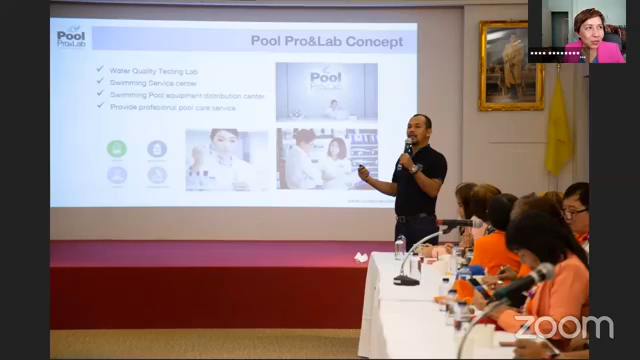 Pool
Pro&Lab
Pool Pro&Lab Concept
Water Quality Testing Lab
Swimming Service center
Swimming Pool equipment distribution center
Provide professional pool care service
Pool
Pro&Lab
zoom